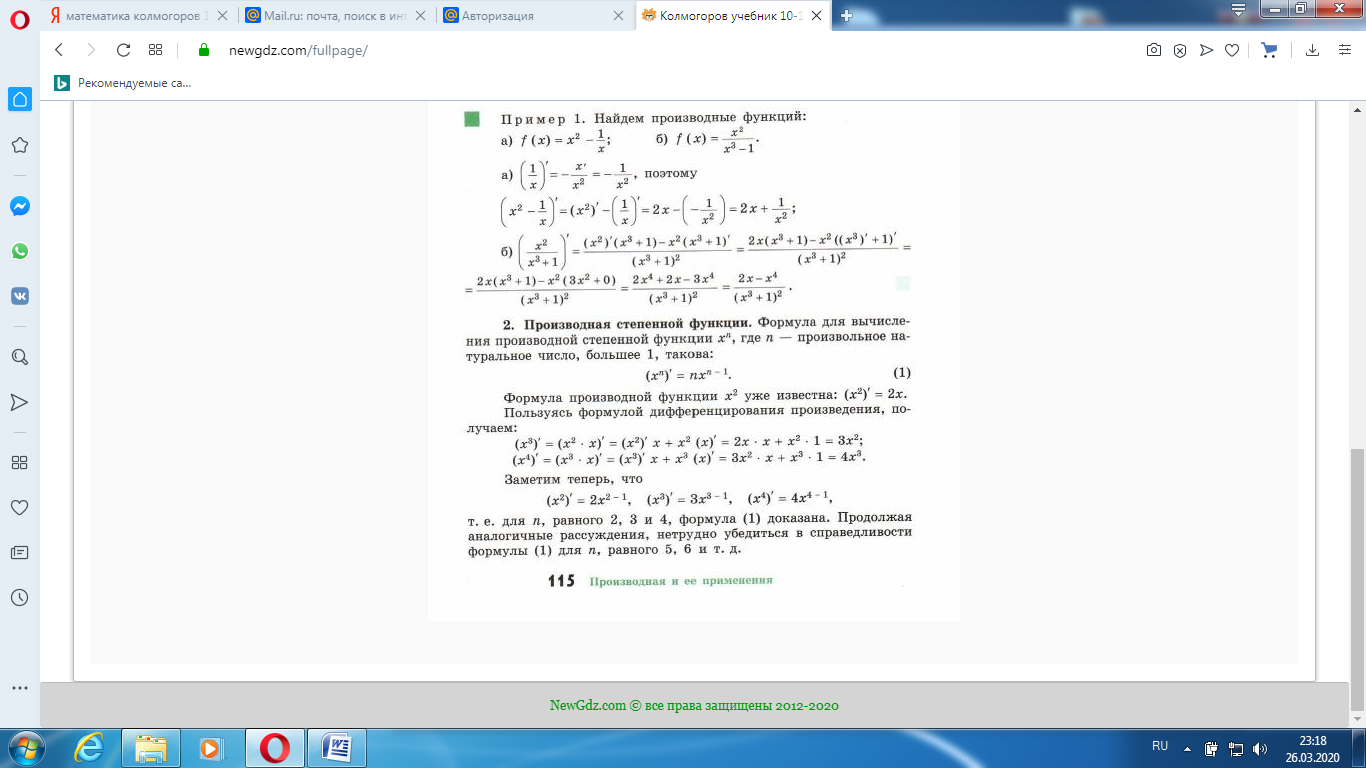 математика колмогоров 1
Mail.ru: почта, поиск в инт
Авторизация
Колмогоров учебник 10-1
newgdz.com/fullpage/
Рекомендуемые са...
Пример 1. Найдем производные функций:
а) f (x) = x² − 1/x; б) f (x) = x²/(x³ − 1).
а) (1/x)′ = − x′/x² = − 1/x², поэтому
(x² − 1/x)′ = (x²)′ − (1/x)′ = 2x − (− 1/x²) = 2x + 1/x²;
б) (x²/(x³ + 1))′ = ((x²)′ (x³ + 1) − x² (x³ + 1)′)/(x³ + 1)² = (2x (x³ + 1) − x² ((x³)′ + 1)′)/(x³ + 1)² =
= (2x (x³ + 1) − x² (3x² + 0))/(x³ + 1)² = (2x⁴ + 2x − 3x⁴)/(x³ + 1)² = (2x − x⁴)/(x³ + 1)² .
2. Производная степенной функции. Формула для вычисле-
ния производной степенной функции xⁿ, где n — произвольное на-
туральное число, большее 1, такова:
(xⁿ)′ = nxⁿ⁻¹. (1)
Формула производной функции x² уже известна: (x²)′ = 2x.
Пользуясь формулой дифференцирования произведения, по-
лучаем:
(x³)′ = (x² · x)′ = (x²)′ x + x² (x)′ = 2x · x + x² · 1 = 3x²;
(x⁴)′ = (x³ · x)′ = (x³)′ x + x³ (x)′ = 3x² · x + x³ · 1 = 4x³.
Заметим теперь, что
(x²)′ = 2x²⁻¹, (x³)′ = 3x³⁻¹, (x⁴)′ = 4x⁴⁻¹,
т. е. для n, равного 2, 3 и 4, формула (1) доказана. Продолжая
аналогичные рассуждения, нетрудно убедиться в справедливости
формулы (1) для n, равного 5, 6 и т. д.
115 Производная и ее применения
NewGdz.com © все права защищены 2012-2020
RU
23:18
26.03.2020